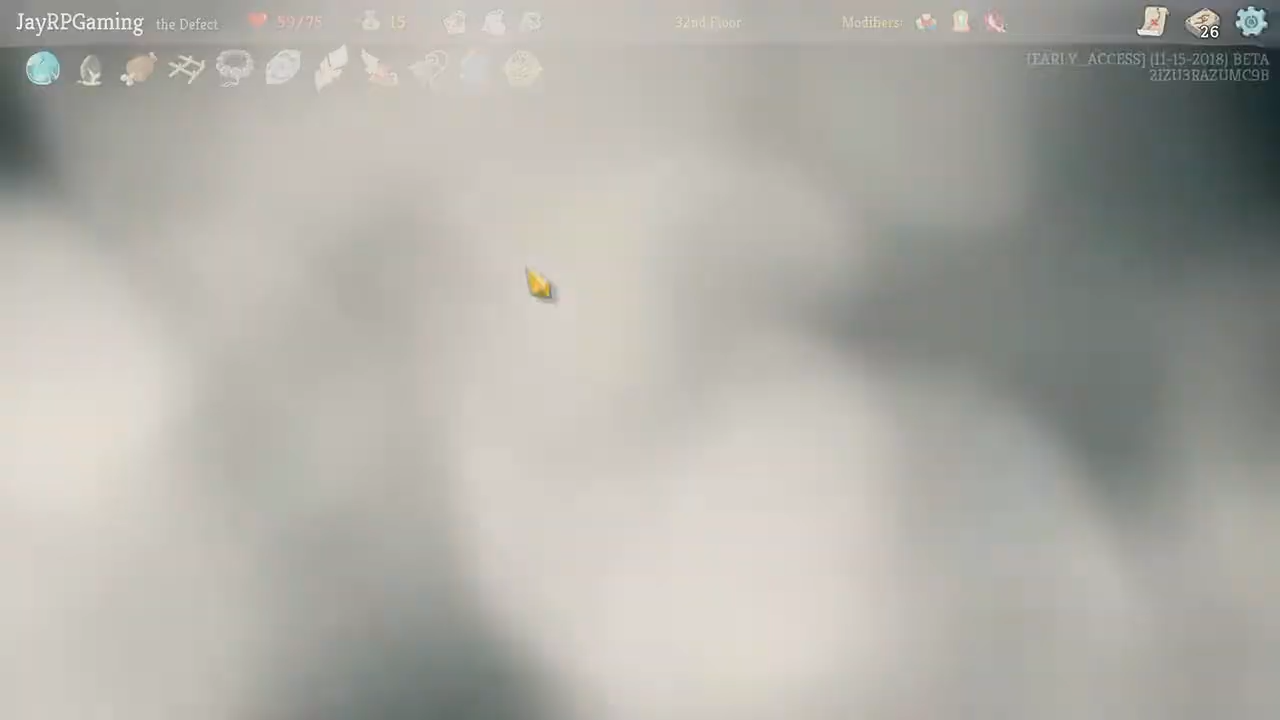 JayRPGaming the Defect 59/75 15 32nd Floor Modifiers: 26
[EARLY_ACCESS] (11-15-2018) BETA
2IZU3RAZUMC9B